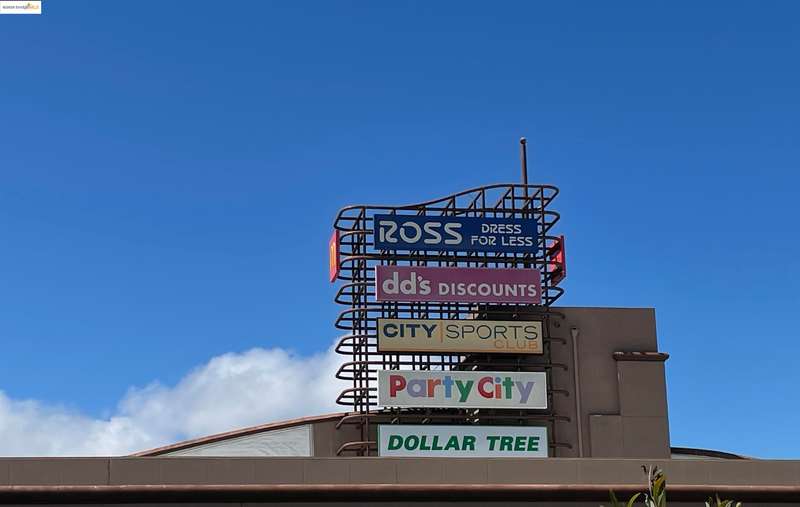 ROSS DRESS
FOR LESS
dd's DISCOUNTS
CITY SPORTS
CLUB
Party City
DOLLAR TREE